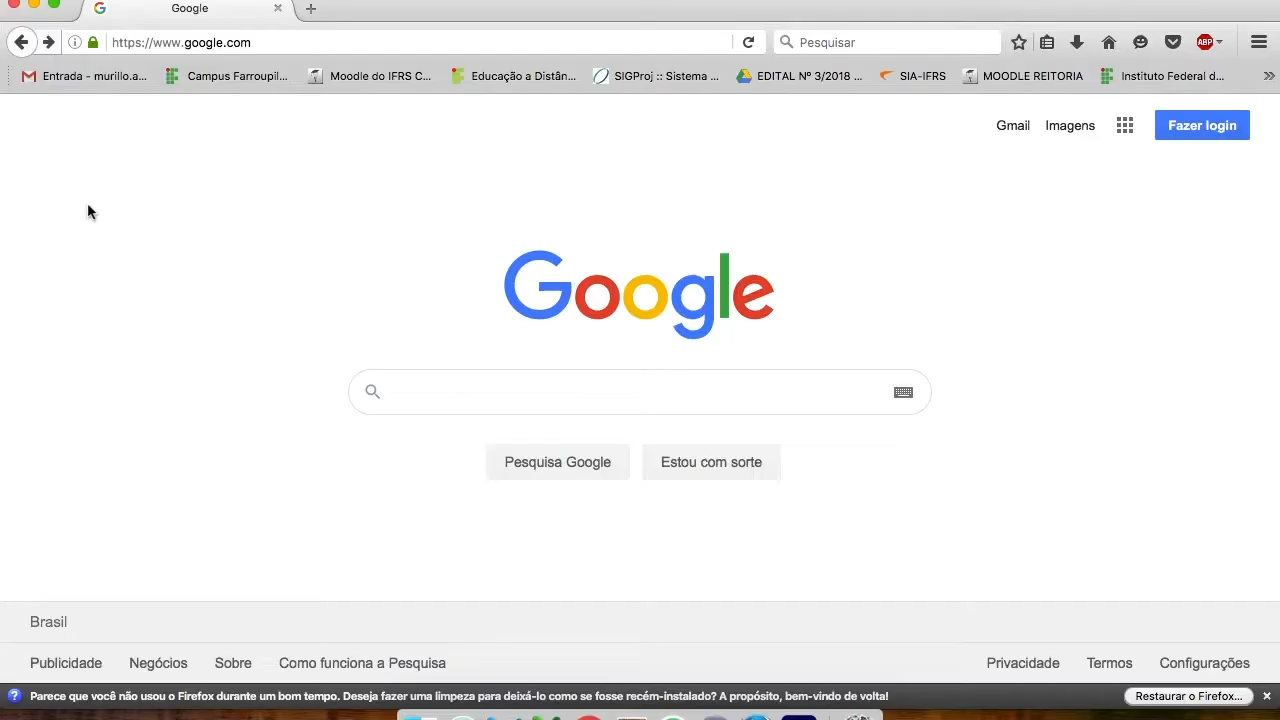 Google
https://www.google.com
Pesquisar
ABP
Entrada - murillo.a...
Campus Farroupil...
Moodle do IFRS C...
Educação a Distân...
SIGProj :: Sistema ...
EDITAL Nº 3/2018 ...
SIA-IFRS
MOODLE REITORIA
Instituto Federal d...
Gmail
Imagens
Fazer login
Google
Pesquisa Google
Estou com sorte
Brasil
Publicidade
Negócios
Sobre
Como funciona a Pesquisa
Privacidade
Termos
Configurações
Parece que você não usou o Firefox durante um bom tempo. Deseja fazer uma limpeza para deixá-lo como se fosse recém-instalado? A propósito, bem-vindo de volta!
Restaurar o Firefox...